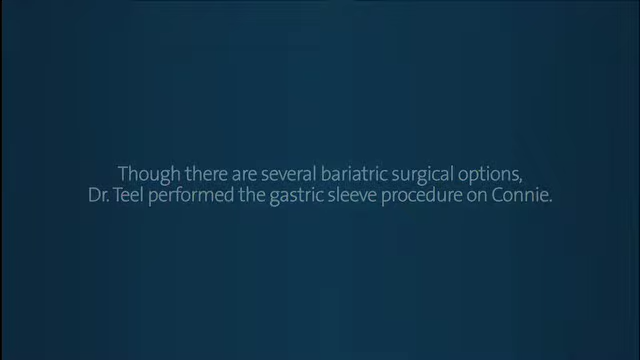 Though there are several bariatric surgical options,
Dr. Teel performed the gastric sleeve procedure on Connie.